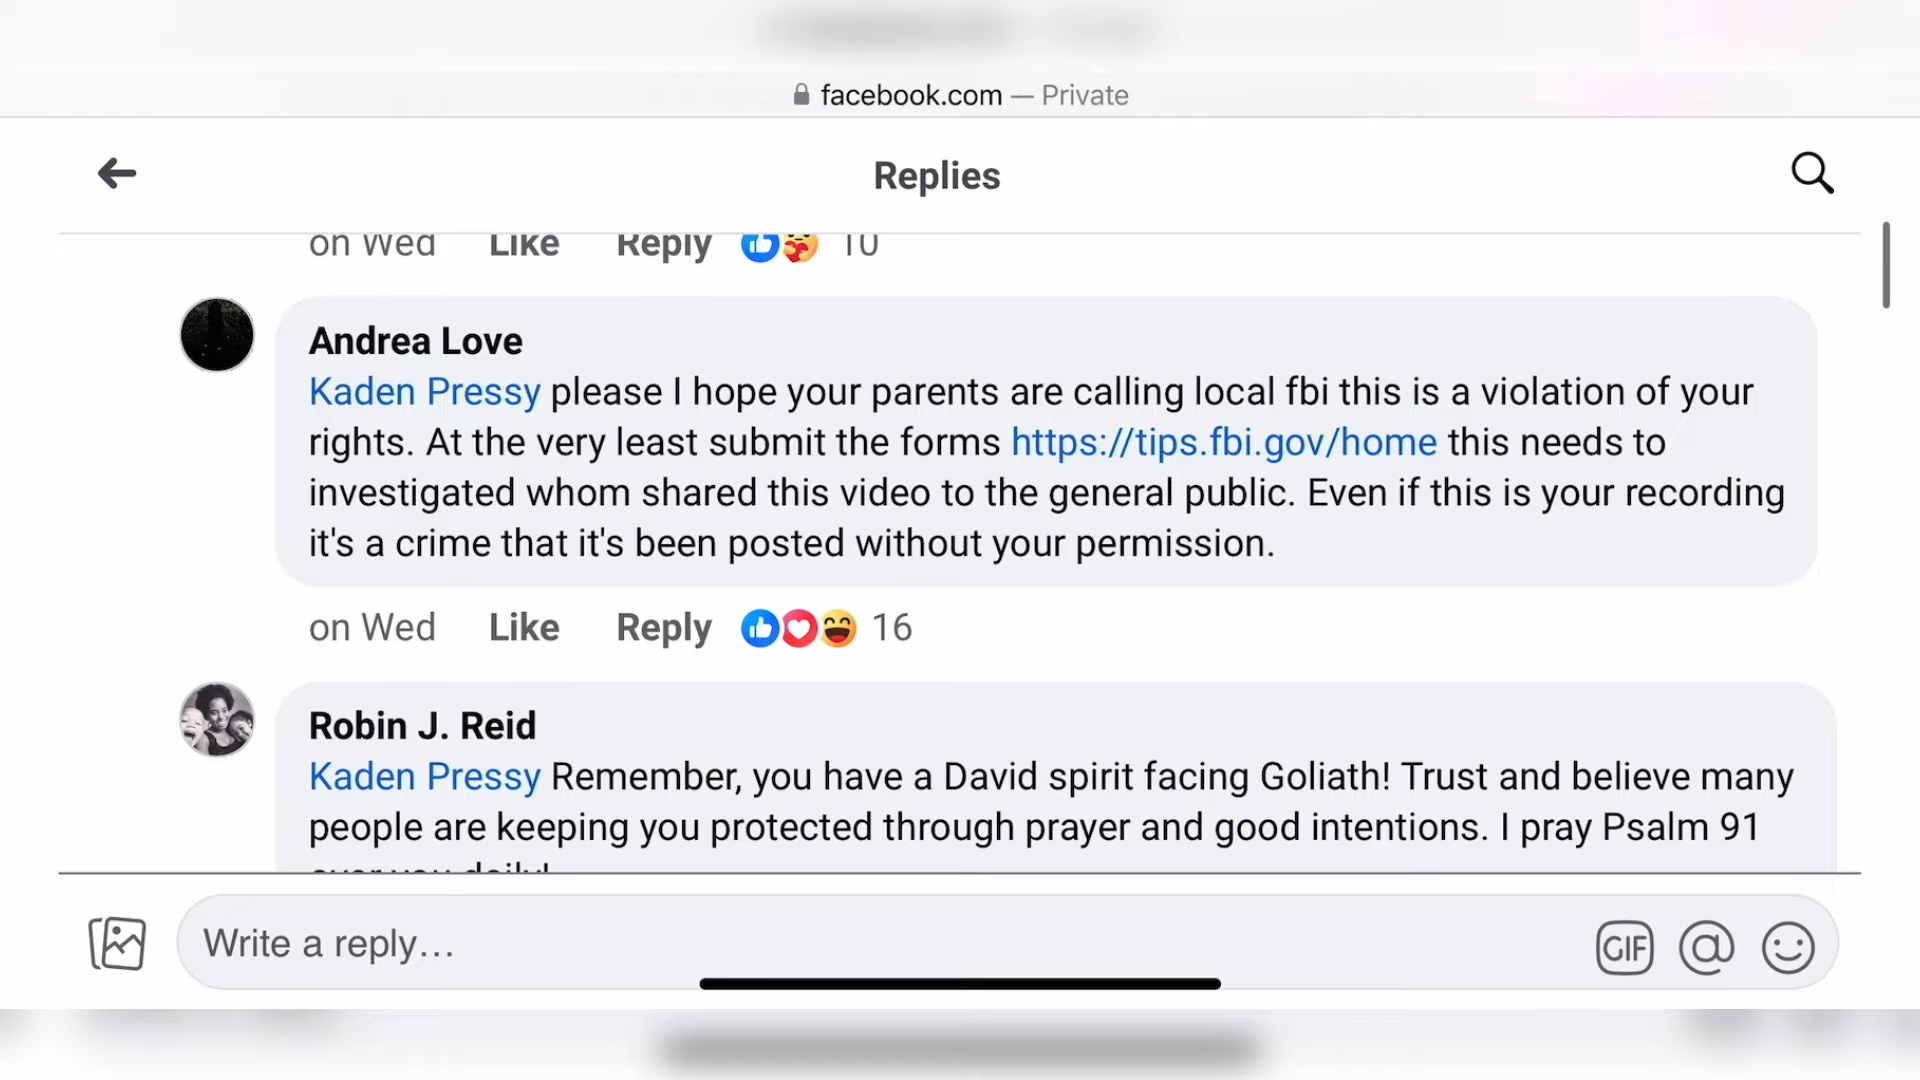 facebook.com — Private
Replies
on Wed Like Reply 10
Andrea Love
Kaden Pressy please I hope your parents are calling local fbi this is a violation of your
rights. At the very least submit the forms https://tips.fbi.gov/home this needs to
investigated whom shared this video to the general public. Even if this is your recording
it's a crime that it's been posted without your permission.
on Wed Like Reply 16
Robin J. Reid
Kaden Pressy Remember, you have a David spirit facing Goliath! Trust and believe many
people are keeping you protected through prayer and good intentions. I pray Psalm 91
over you daily!
Write a reply...
GIF @